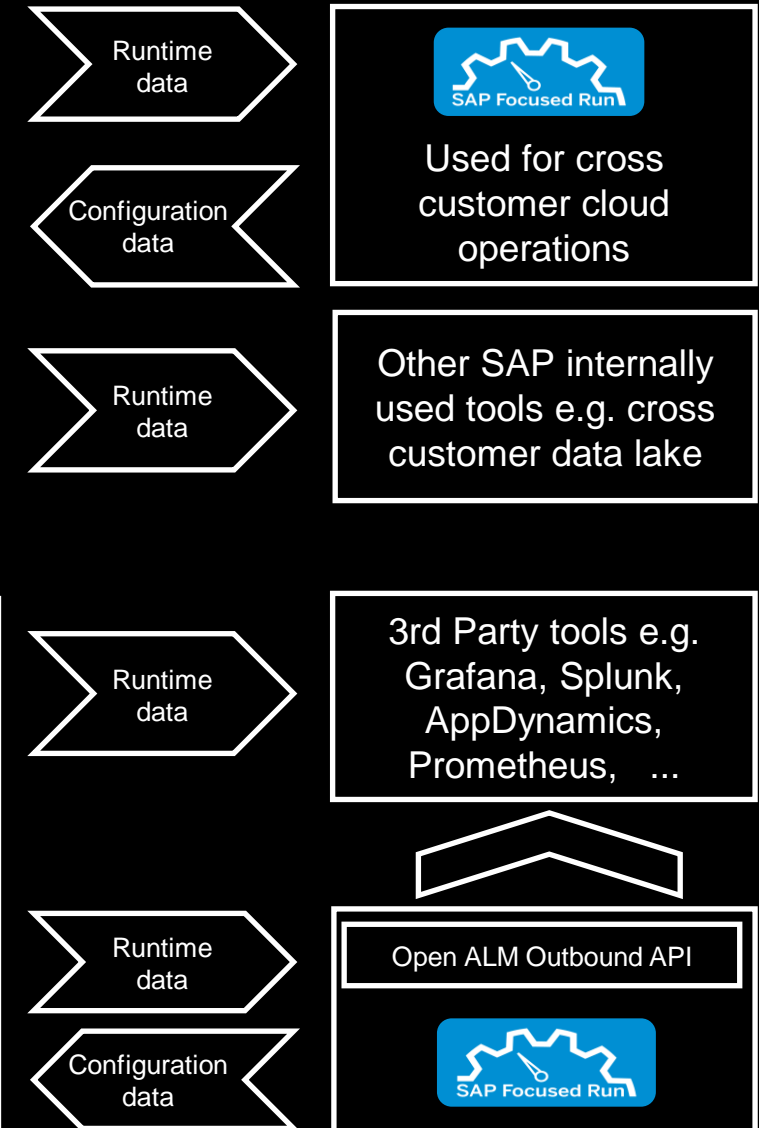 Runtime
data
SAP Focused Run
Used for cross
customer cloud
operations
Configuration
data
Runtime
data
Other SAP internally
used tools e.g. cross
customer data lake
Runtime
data
3rd Party tools e.g.
Grafana, Splunk,
AppDynamics,
Prometheus, ...
Runtime
data
Open ALM Outbound API
Configuration
data
SAP Focused Run